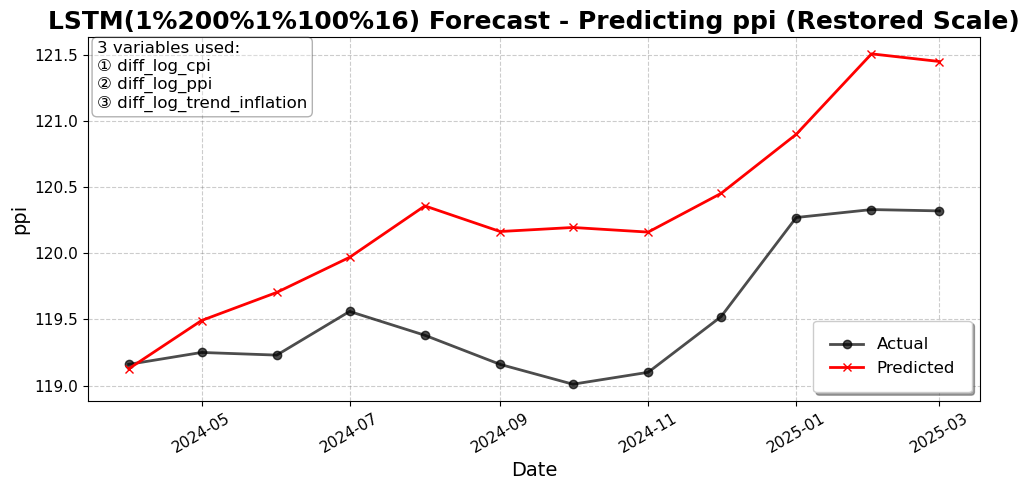 LSTM(1%200%1%100%16) Forecast - Predicting ppi (Restored Scale)
3 variables used:
① diff_log_cpi
② diff_log_ppi
③ diff_log_trend_inflation
121.5
121.0
120.5
120.0
119.5
119.0
ppi
Actual
Predicted
2024-05
2024-07
2024-09
2024-11
2025-01
2025-03
Date